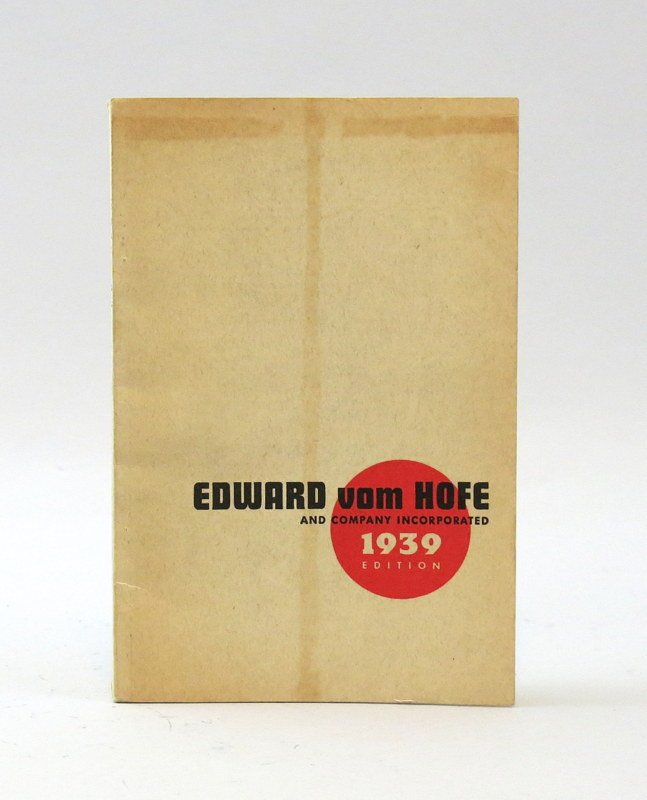 EDWARD vom HOFE
AND COMPANY INCORPORATED
1939
EDITION